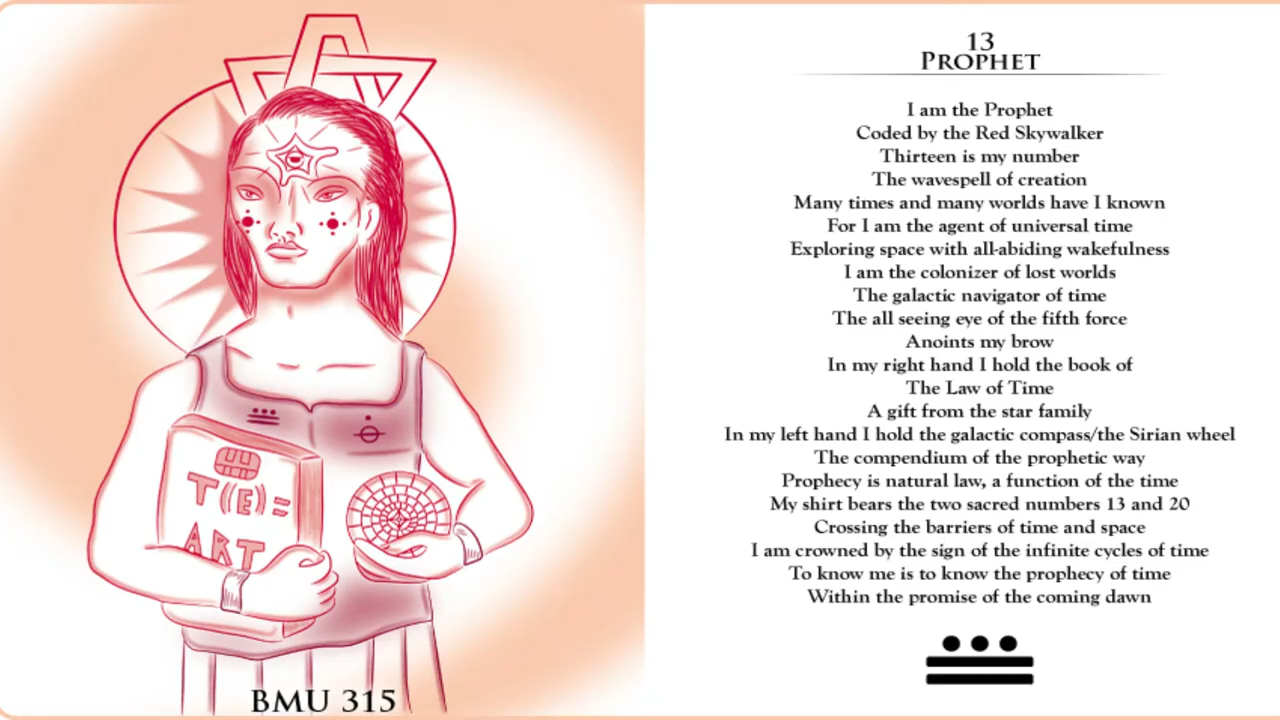 T(E)=
ART
BMU 315
13
PROPHET
I am the Prophet
Coded by the Red Skywalker
Thirteen is my number
The wavespell of creation
Many times and many worlds have I known
For I am the agent of universal time
Exploring space with all-abiding wakefulness
I am the colonizer of lost worlds
The galactic navigator of time
The all seeing eye of the fifth force
Anoints my brow
In my right hand I hold the book of
The Law of Time
A gift from the star family
In my left hand I hold the galactic compass/the Sirian wheel
The compendium of the prophetic way
Prophecy is natural law, a function of the time
My shirt bears the two sacred numbers 13 and 20
Crossing the barriers of time and space
I am crowned by the sign of the infinite cycles of time
To know me is to know the prophecy of time
Within the promise of the coming dawn